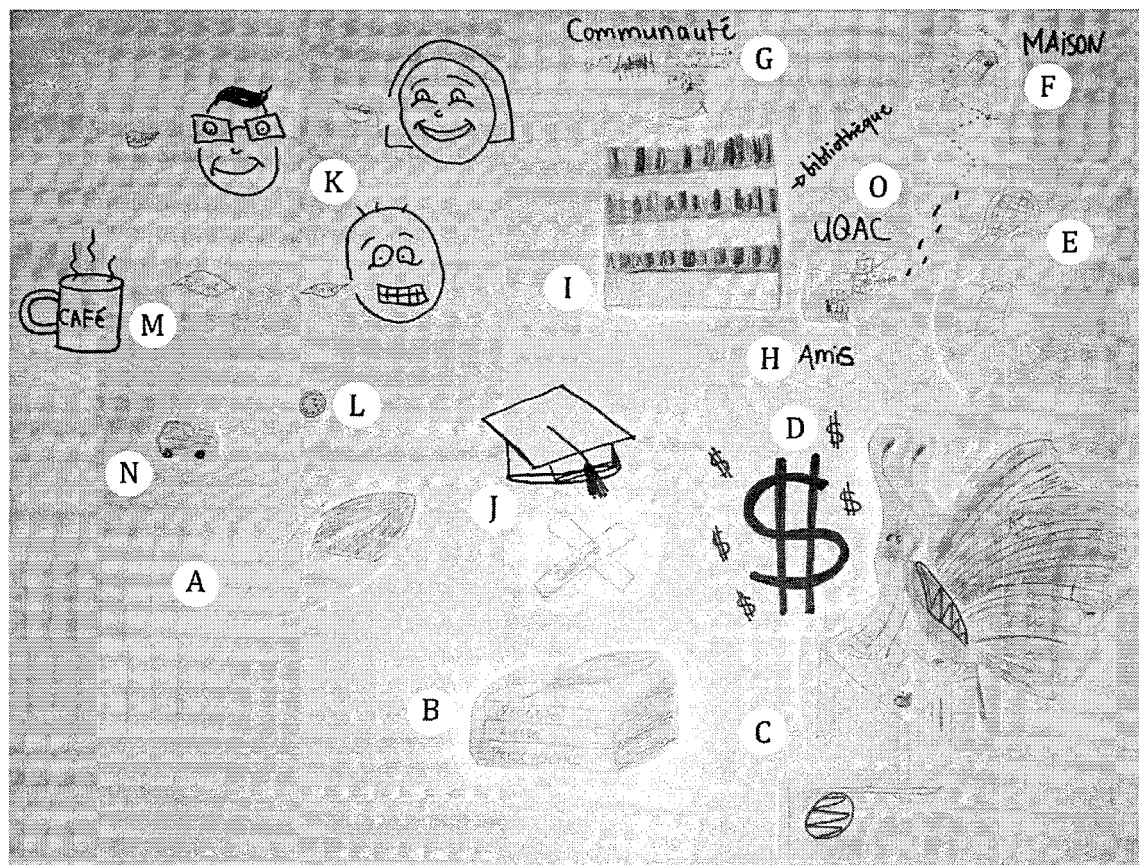 Communauté
G
MAISON
F
bibliothèque
K
O
UQAC
E
I
CAFÉ
M
H
Amis
L
D
$
$
N
$
$
J
$
$
A
B
C